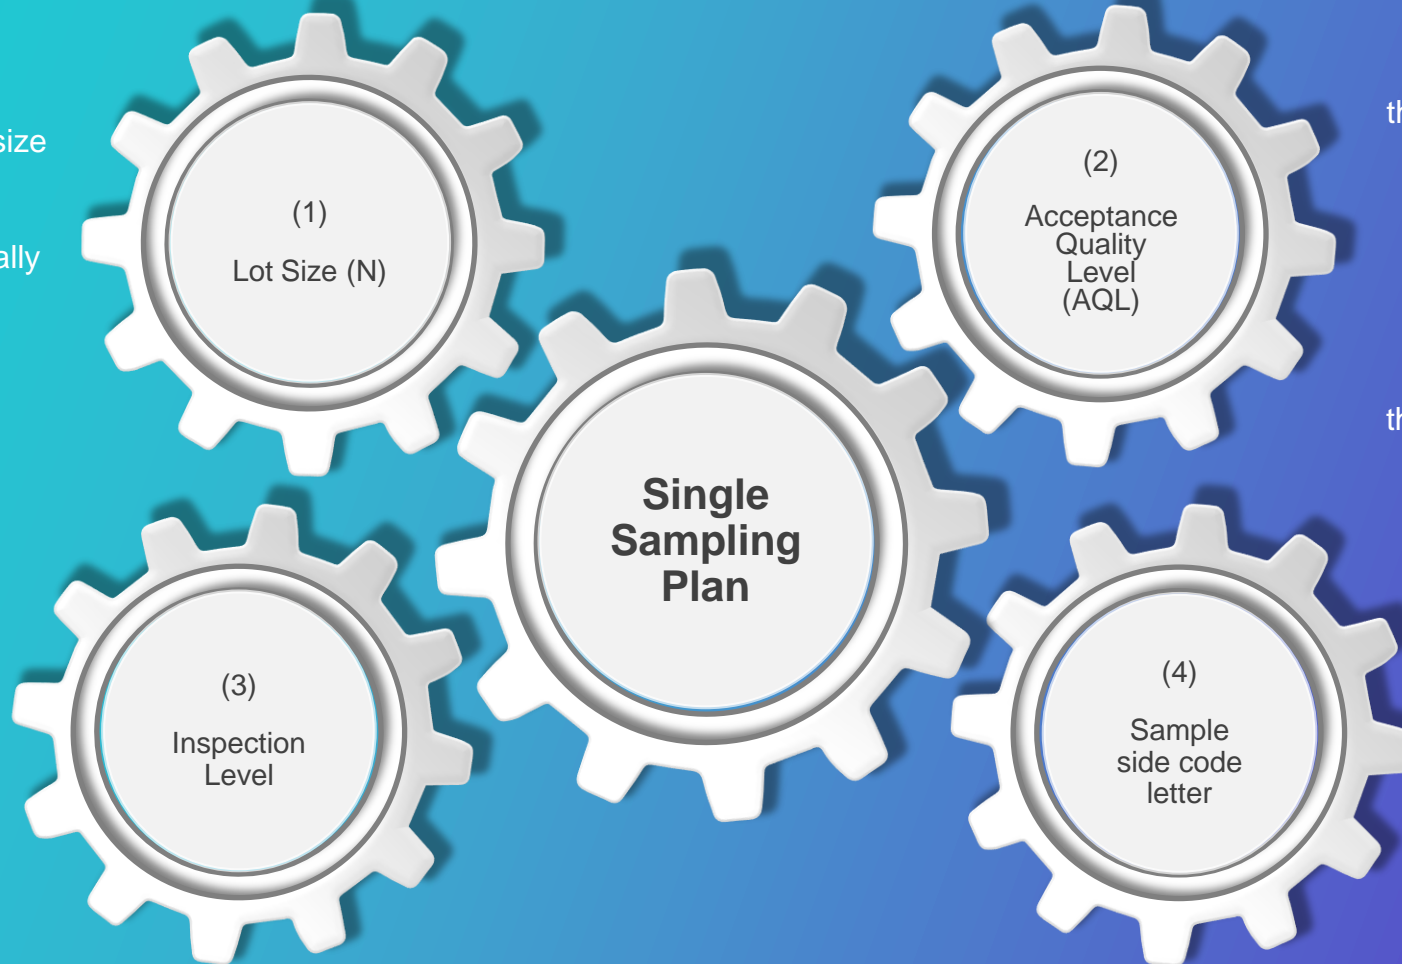 size
(1)
Lot Size (N)
(2)
Acceptance
Quality
Level
(AQL)
Single
Sampling
Plan
(3)
Inspection
Level
(4)
Sample
side code
letter